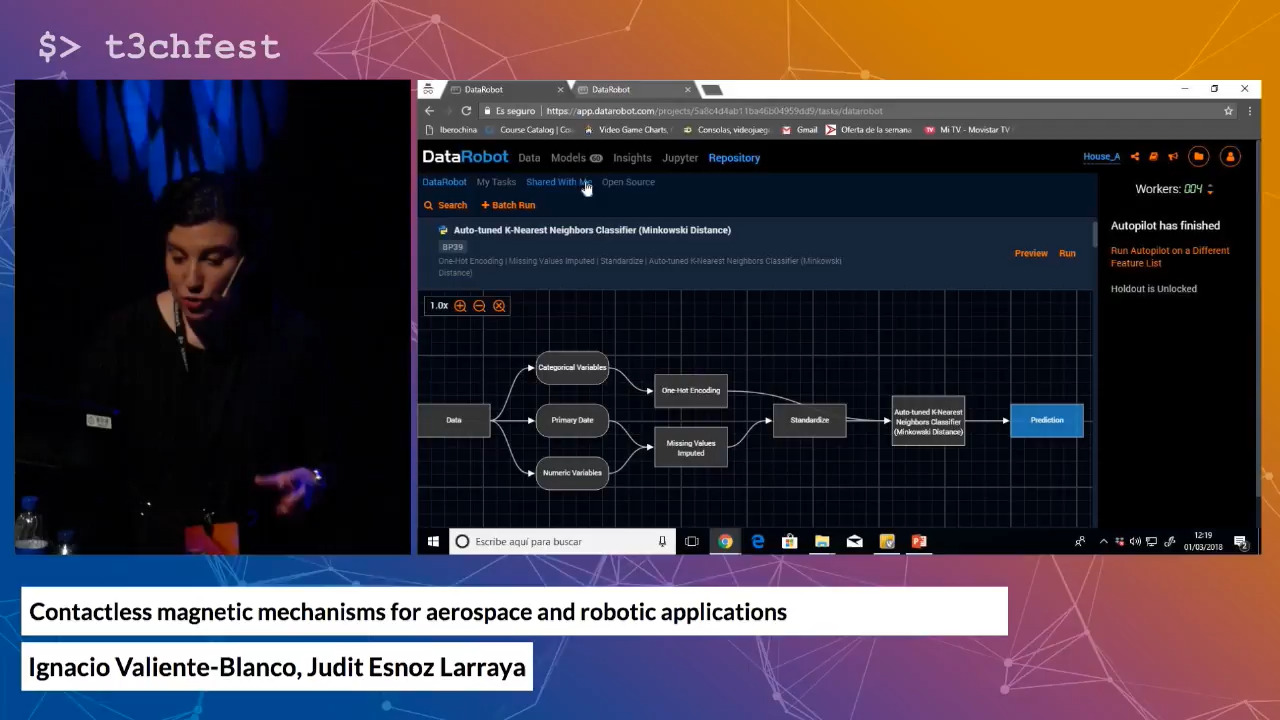 $> t3chfest
DataRobot
DataRobot
Es seguro | https://app.datarobot.com/projects/5a8c4d4ab11ba46b04959dd9/tasks/datarobot
Iberochina
Course Catalog | Co
Video Game Charts,
Consolas, videojueg
Gmail
Oferta de la semana
Mi TV - Movistar TV
DataRobot Data Models 60 Insights Jupyter Repository
House_A
DataRobot My Tasks Shared With Me Open Source
Workers: 004
Search + Batch Run
Autopilot has finished
Auto-tuned K-Nearest Neighbors Classifier (Minkowski Distance)
BP39
One-Hot Encoding | Missing Values Imputed | Standardize | Auto-tuned K-Nearest Neighbors Classifier (Minkowski
Distance)
Preview Run
Run Autopilot on a Different
Feature List
Holdout is Unlocked
1.0x
Categorical Variables
One-Hot Encoding
Data
Primary Date
Standardize
Auto-tuned K-Nearest
Neighbors Classifier
(Minkowski Distance)
Prediction
Missing Values
Imputed
Numeric Variables
Escribe aquí para buscar
12:19
01/03/2018
Contactless magnetic mechanisms for aerospace and robotic applications
Ignacio Valiente-Blanco, Judit Esnoz Larraya